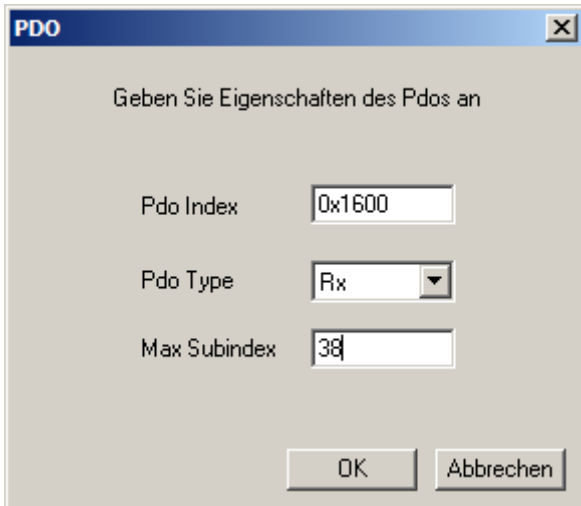 PDO
Geben Sie Eigenschaften des Pdos an
Pdo Index 0x1600
Pdo Type Rx
Max Subindex 38
OK Abbrechen